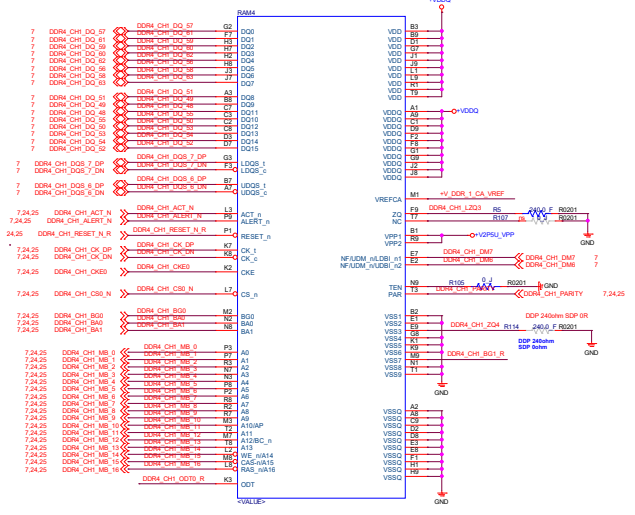 +VDDQ
RAM4
7 DDR4_CH1_DQ_57 DDR4_CH1_DQ_57 G2 DQ0 VDD B3
7 DDR4_CH1_DQ_61 DDR4_CH1_DQ_61 F7 DQ1 VDD B9
7 DDR4_CH1_DQ_59 DDR4_CH1_DQ_59 H3 DQ2 VDD D1
7 DDR4_CH1_DQ_60 DDR4_CH1_DQ_60 H7 DQ3 VDD G7
7 DDR4_CH1_DQ_62 DDR4_CH1_DQ_62 H2 DQ4 VDD J1
7 DDR4_CH1_DQ_56 DDR4_CH1_DQ_56 H8 DQ5 VDD J9
7 DDR4_CH1_DQ_58 DDR4_CH1_DQ_58 J3 DQ6 VDD L1
7 DDR4_CH1_DQ_63 DDR4_CH1_DQ_63 J7 DQ7 VDD L9
VDD R1
VDD T9
7 DDR4_CH1_DQ_51 DDR4_CH1_DQ_51 A3 DQ8
7 DDR4_CH1_DQ_49 DDR4_CH1_DQ_49 B8 DQ9
7 DDR4_CH1_DQ_48 DDR4_CH1_DQ_48 C7 DQ10 VDDQ A1 +VDDQ
7 DDR4_CH1_DQ_55 DDR4_CH1_DQ_55 C3 DQ11 VDDQ A9
7 DDR4_CH1_DQ_50 DDR4_CH1_DQ_50 C2 DQ12 VDDQ C1
7 DDR4_CH1_DQ_53 DDR4_CH1_DQ_53 C8 DQ13 VDDQ D9
7 DDR4_CH1_DQ_54 DDR4_CH1_DQ_54 D3 DQ14 VDDQ F2
7 DDR4_CH1_DQ_52 DDR4_CH1_DQ_52 D7 DQ15 VDDQ F8
VDDQ G1
VDDQ G9
7 DDR4_CH1_DQS_7_DP DDR4_CH1_DQS_7_DP G3 LDQS_t VDDQ J2
7 DDR4_CH1_DQS_7_DN DDR4_CH1_DQS_7_DN F3 LDQS_c VDDQ J8
7 DDR4_CH1_DQS_6_DP DDR4_CH1_DQS_6_DP B7 UDQS_t
7 DDR4_CH1_DQS_6_DN DDR4_CH1_DQS_6_DN A7 UDQS_c
VREFCA M1 +V_DDR_1_CA_VREF
7,24,25 DDR4_CH1_ACT_N DDR4_CH1_ACT_N L3 ACT_n ZQ F9 DDR4_CH1_LZQ3 R5 240.0_F R0201
7,24,25 DDR4_CH1_ALERT_N DDR4_CH1_ALERT_N P9 ALERT_n NC T7 R107 R0201
24,25 DDR4_CH1_RESET_N_R DDR4_CH1_RESET_N_R P1 RESET_n VPP1 B1 +V2P5U_VPP
VPP2 R9
GND
7,24,25 DDR4_CH1_CK_DP DDR4_CH1_CK_DP K7 CK_t
7,24,25 DDR4_CH1_CK_DN DDR4_CH1_CK_DN K8 CK_c NF/UDM_n/LDBI_n1 E7 DDR4_CH1_DM7 DDR4_CH1_DM7 7
NF/UDM_n/UDBI_n2 E2 DDR4_CH1_DM6 DDR4_CH1_DM6 7
7,24,25 DDR4_CH1_CKE0 DDR4_CH1_CKE0 K2 CKE
TEN N9 R105 0_J R0201 GND
7,24,25 DDR4_CH1_CS0_N DDR4_CH1_CS0_N L7 CS_n PAR T3 DDR4_CH1_PARITY 7,24,25
7,24,25 DDR4_CH1_BG0 DDR4_CH1_BG0 M2 BG0 VSS1 B2 DDP 240ohm SDP 0R
7,24,25 DDR4_CH1_BA0 DDR4_CH1_BA0 N2 BA0 VSS2 E1
7,24,25 DDR4_CH1_BA1 DDR4_CH1_BA1 N8 BA1 VSS3 E9 DDR4_CH1_ZQ4 R114 240.0_F R0201
VSS4 G8
VSS5 K1 DDP 240ohm
VSS6 K9 SDP 0ohm
GND
7,24,25 DDR4_CH1_MB_0 DDR4_CH1_MB_0 P3 A0 VSS7 M9 DDR4_CH1_BG1_R
7,24,25 DDR4_CH1_MB_1 DDR4_CH1_MB_1 P7 A1 VSS8 N1
7,24,25 DDR4_CH1_MB_2 DDR4_CH1_MB_2 R3 A2 VSS9 T1
7,24,25 DDR4_CH1_MB_3 DDR4_CH1_MB_3 N7 A3
7,24,25 DDR4_CH1_MB_4 DDR4_CH1_MB_4 N3 A4
GND
7,24,25 DDR4_CH1_MB_5 DDR4_CH1_MB_5 P8 A5
7,24,25 DDR4_CH1_MB_6 DDR4_CH1_MB_6 P2 A6
7,24,25 DDR4_CH1_MB_7 DDR4_CH1_MB_7 R8 A7
7,24,25 DDR4_CH1_MB_8 DDR4_CH1_MB_8 R2 A8 VSSQ A2
7,24,25 DDR4_CH1_MB_9 DDR4_CH1_MB_9 R7 A9 VSSQ A8
7,24,25 DDR4_CH1_MB_10 DDR4_CH1_MB_10 M3 A10/AP VSSQ C9
7,24,25 DDR4_CH1_MB_11 DDR4_CH1_MB_11 T2 A11 VSSQ D2
7,24,25 DDR4_CH1_MB_12 DDR4_CH1_MB_12 M7 A12/BC_n VSSQ D8
7,24,25 DDR4_CH1_MB_13 DDR4_CH1_MB_13 T8 A13 VSSQ E3
7,24,25 DDR4_CH1_MB_14 DDR4_CH1_MB_14 L2 WE_n/A14 VSSQ E8
7,24,25 DDR4_CH1_MB_15 DDR4_CH1_MB_15 M8 CAS-n/A15 VSSQ F1
7,24,25 DDR4_CH1_MB_16 DDR4_CH1_MB_16 L8 RAS_n/A16 VSSQ H1
VSSQ H9
DDR4_CH1_ODT0_R K3 ODT
GND
<VALUE>